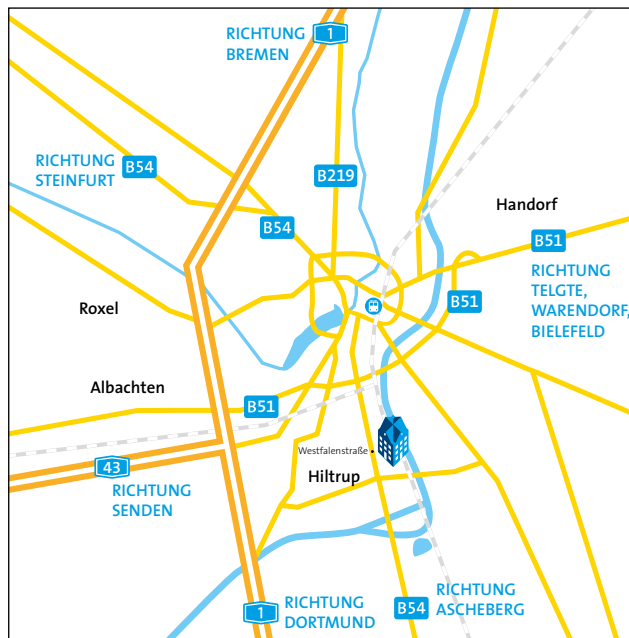 RICHTUNG
BREMEN
1
RICHTUNG
STEINFURT
B54
B219
B54
Handorf
B51
RICHTUNG
TELGTE,
WARENDORF,
BIELEFELD
B51
Roxel
Albachten
B51
Westfalenstraße
Hiltrup
43
RICHTUNG
SENDEN
1
RICHTUNG
DORTMUND
B54
RICHTUNG
ASCHEBERG